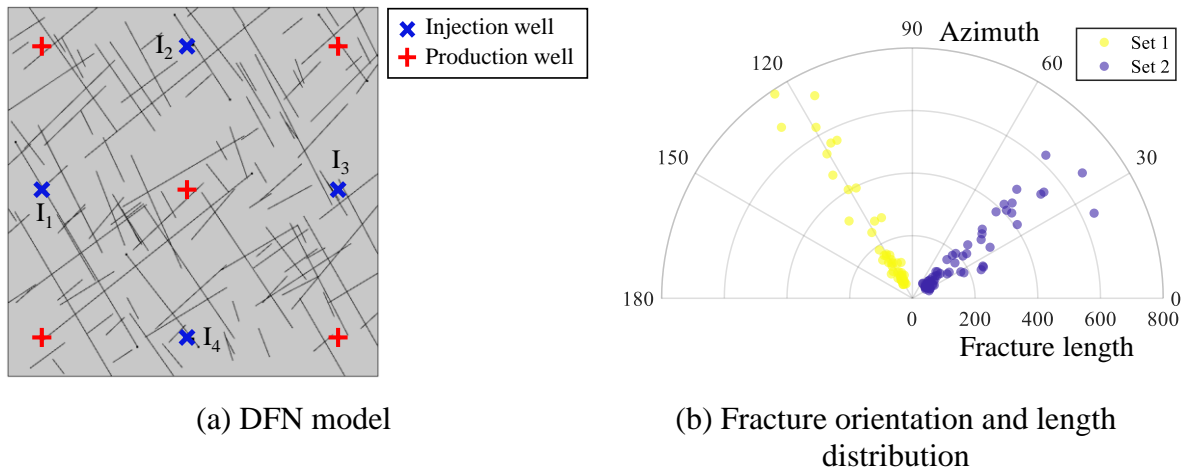 I₂
I₃
I₁
I₄
Injection well
Production well
(a) DFN model
Azimuth
90
120
60
150
30
180
0
0
200
400
600
800
Fracture length
Set 1
Set 2
(b) Fracture orientation and length
distribution